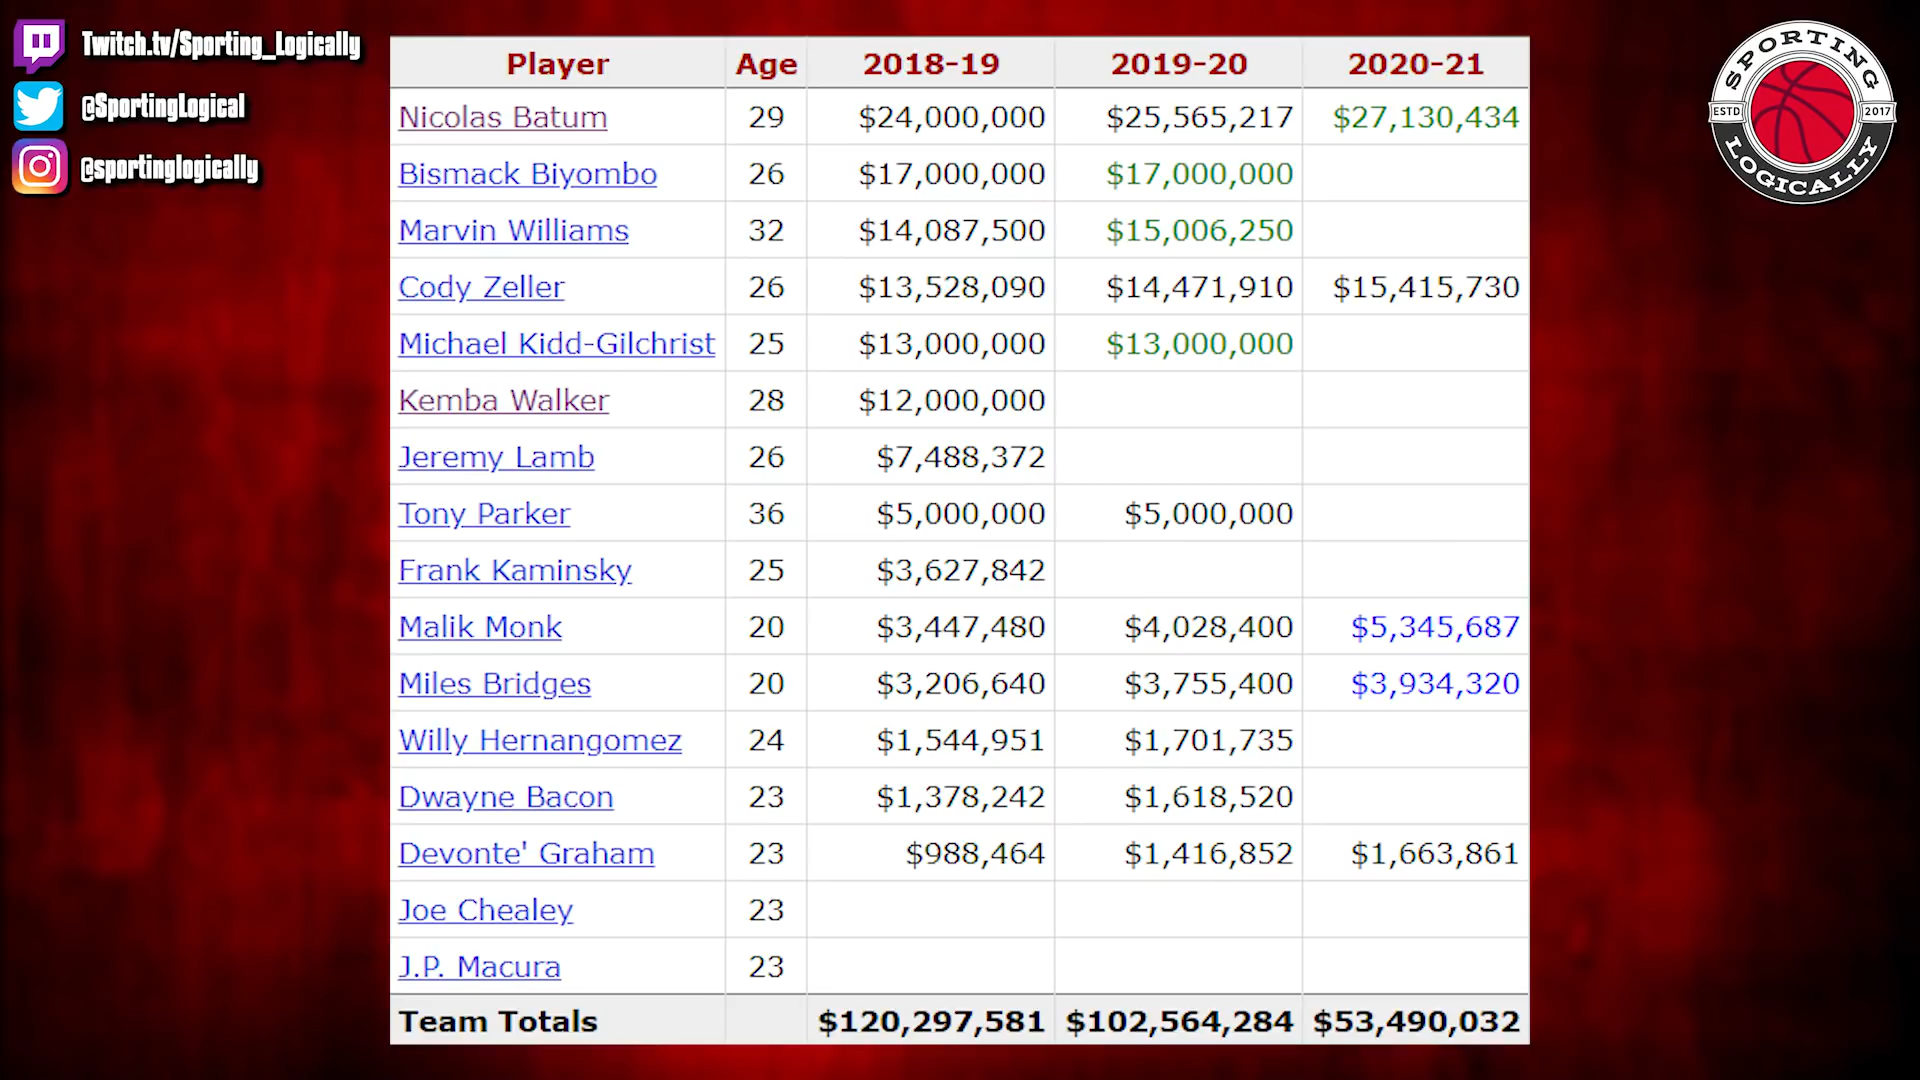 Twitch.tv/Sporting_Logically
@SportingLogical
@sportinglogically
SPORTING
ESTD 2017
LOGICALLY
Player Age 2018-19 2019-20 2020-21
Nicolas Batum 29 $24,000,000 $25,565,217 $27,130,434
Bismack Biyombo 26 $17,000,000 $17,000,000
Marvin Williams 32 $14,087,500 $15,006,250
Cody Zeller 26 $13,528,090 $14,471,910 $15,415,730
Michael Kidd-Gilchrist 25 $13,000,000 $13,000,000
Kemba Walker 28 $12,000,000
Jeremy Lamb 26 $7,488,372
Tony Parker 36 $5,000,000 $5,000,000
Frank Kaminsky 25 $3,627,842
Malik Monk 20 $3,447,480 $4,028,400 $5,345,687
Miles Bridges 20 $3,206,640 $3,755,400 $3,934,320
Willy Hernangomez 24 $1,544,951 $1,701,735
Dwayne Bacon 23 $1,378,242 $1,618,520
Devonte' Graham 23 $988,464 $1,416,852 $1,663,861
Joe Chealey 23
J.P. Macura 23
Team Totals $120,297,581 $102,564,284 $53,490,032